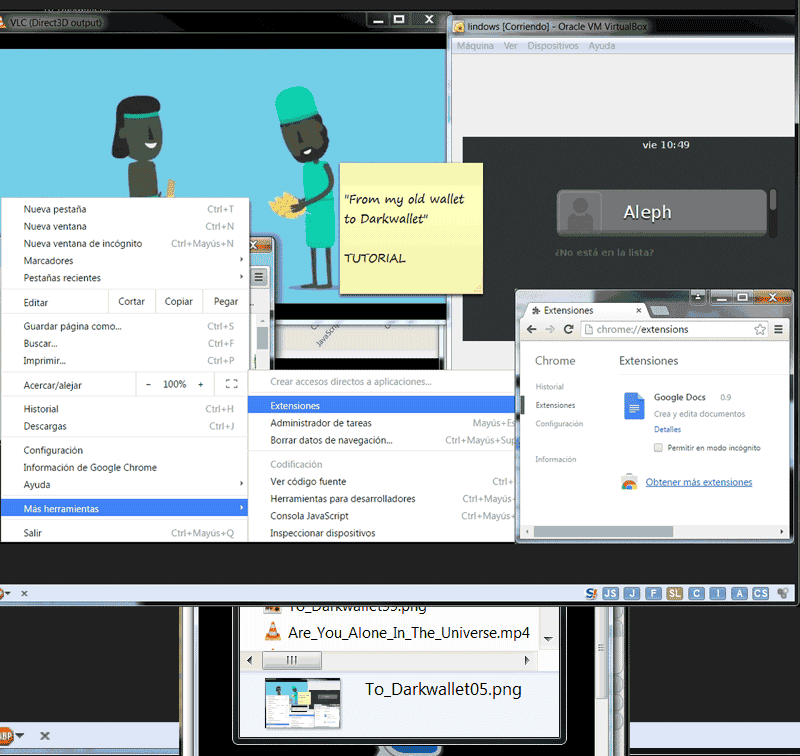 VLC (Direct3D output)
lindows [Corriendo] - Oracle VM VirtualBox
Máquina Ver Dispositivos Ayuda
vie 10:49
Aleph
¿No está en la lista?
"From my old wallet
to Darkwallet"
TUTORIAL
Nueva pestaña Ctrl+T
Nueva ventana Ctrl+N
Nueva ventana de incógnito Ctrl+Mayús+N
Marcadores
Pestañas recientes
Editar Cortar Copiar Pegar
Guardar página como... Ctrl+S
Buscar... Ctrl+F
Imprimir... Ctrl+P
Acercar/alejar - 100% +
Historial Ctrl+H
Descargas Ctrl+J
Configuración
Información de Google Chrome
Ayuda
Más herramientas
Salir Ctrl+Mayús+Q
JavaScri
Crear accesos directos a aplicaciones...
Extensiones
Administrador de tareas Mayús+Es
Borrar datos de navegación... Ctrl+Mayús+Sup
Codificación
Ver código fuente Ctrl+
Herramientas para desarrolladores Ctrl+Mayús+
Consola JavaScript Ctrl+Mayús+
Inspeccionar dispositivos
Extensiones
chrome://extensions
Chrome Extensiones
Historial
Extensiones
Configuración
Información
Google Docs 0.9
Crea y edita documentos
Detalles
Permitir en modo incógnito
Obtener más extensiones
S JS J F SL C I A CS
To_Darkwallet99.png
Are_You_Alone_In_The_Universe.mp4
To_Darkwallet05.png
ABP